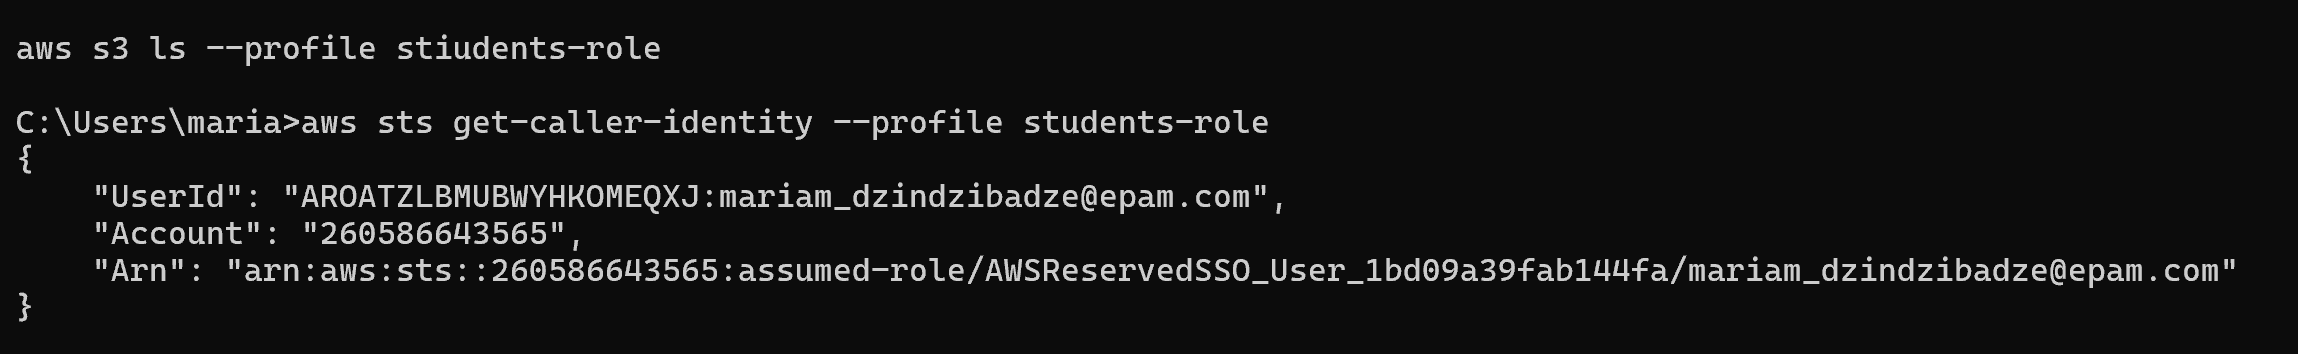 aws s3 ls --profile stiudents-role
C:\Users\maria>aws sts get-caller-identity --profile students-role
{
    "UserId": "AROATZLBMUBWYHKOMEQXJ:mariam_dzindzibadze@epam.com",
    "Account": "260586643565",
    "Arn": "arn:aws:sts::260586643565:assumed-role/AWSReservedSSO_User_1bd09a39fab144fa/mariam_dzindzibadze@epam.com"
}